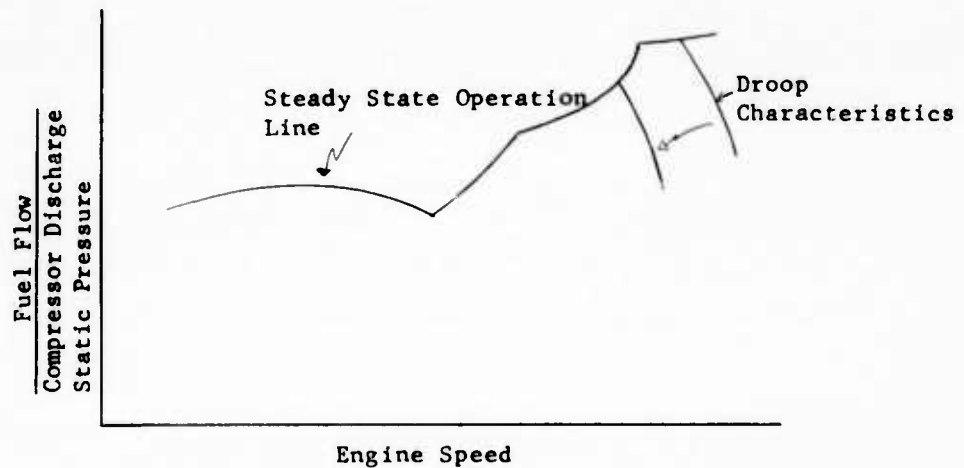 Steady State Operation
Line
Droop
Characteristics
Fuel Flow
Compressor Discharge
Static Pressure
Engine Speed